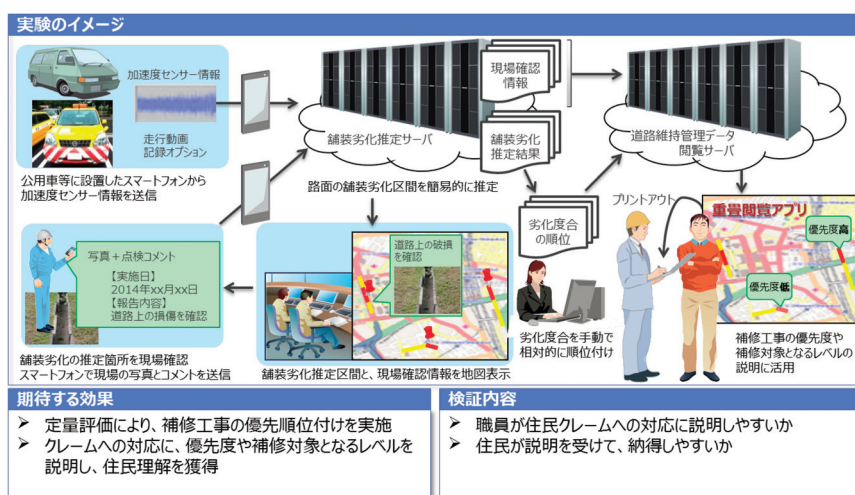 実験のイメージ
加速度センサー情報
走行動画
記録オプション
公用車等に設置したスマートフォンから
加速度センサー情報を送信
舗装劣化推定サーバ
路面の舗装劣化区間を簡易的に推定
現場確認
情報
舗装劣化
推定結果
道路維持管理データ
閲覧サーバ
劣化度合
の順位
プリントアウト
重畳閲覧アプリ
優先度高
優先度低
写真+点検コメント
【実施日】
2014年xx月xx日
【報告内容】
道路上の損傷を確認
道路上の破損
を確認
舗装劣化の推定箇所を現場確認
スマートフォンで現場の写真とコメントを送信
舗装劣化推定区間と、現場確認情報を地図表示
劣化度合を手動で
相対的に順位付け
補修工事の優先度や
補修対象となるレベルの
説明に活用
期待する効果
➢ 定量評価により、補修工事の優先順位付けを実施
➢ クレームへの対応に、優先度や補修対象となるレベルを
説明し、住民理解を獲得
検証内容
➢ 職員が住民クレームへの対応に説明しやすいか
➢ 住民が説明を受けて、納得しやすいか